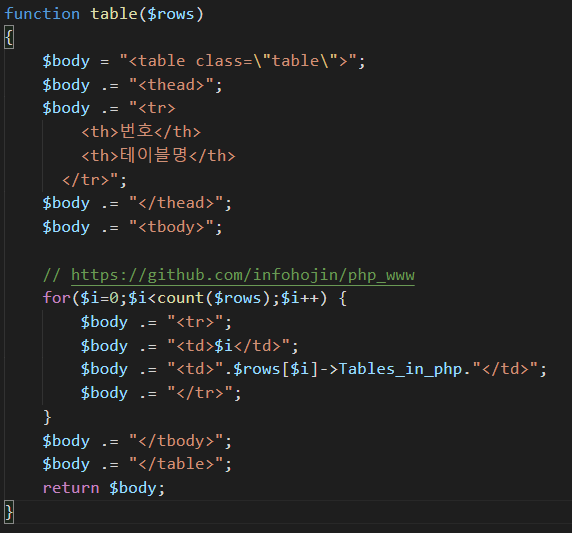 function table($rows)
{
    $body = "<table class=\"table\">";
    $body .= "<thead>";
    $body .= "<tr>
        <th>번호</th>
        <th>테이블명</th>
      </tr>";
    $body .= "</thead>";
    $body .= "<tbody>";

    // https://github.com/infohojin/php_www
    for($i=0;$i<count($rows);$i++) {
        $body .= "<tr>";
        $body .= "<td>$i</td>";
        $body .= "<td>".$rows[$i]->Tables_in_php."</td>";
        $body .= "</tr>";
    }
    $body .= "</tbody>";
    $body .= "</table>";
    return $body;
}